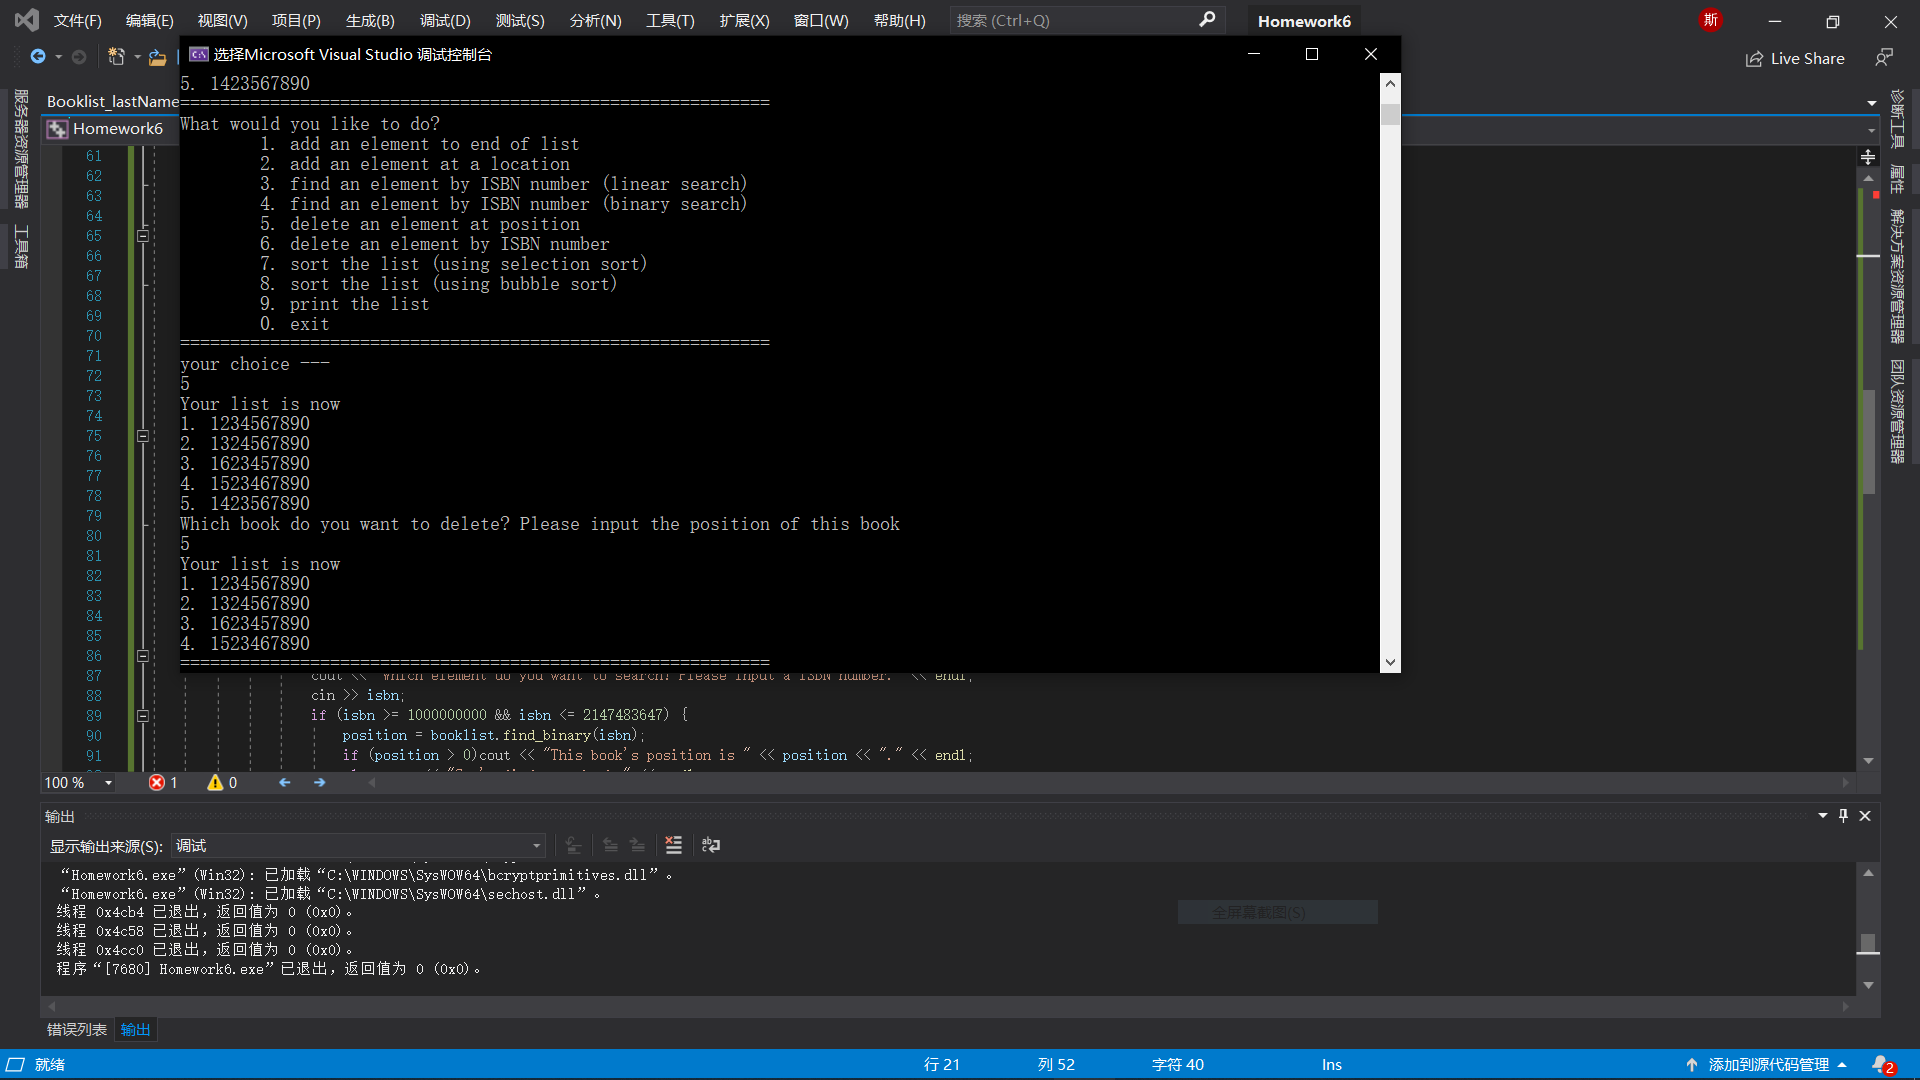 文件(F) 编辑(E) 视图(V) 项目(P) 生成(B) 调试(D) 测试(S) 分析(N) 工具(T) 扩展(X) 窗口(W) 帮助(H) 搜索 (Ctrl+Q) Homework6 斯
Live Share
选择Microsoft Visual Studio 调试控制台
服务器资源管理器
工具箱
Booklist_lastName
Homework6
诊断工具
属性
解决方案资源管理器
团队资源管理器
5. 1423567890
===========================================================
What would you like to do?
1. add an element to end of list
2. add an element at a location
3. find an element by ISBN number (linear search)
4. find an element by ISBN number (binary search)
5. delete an element at position
6. delete an element by ISBN number
7. sort the list (using selection sort)
8. sort the list (using bubble sort)
9. print the list
0. exit
===========================================================
your choice ---
5
Your list is now
1. 1234567890
2. 1324567890
3. 1623457890
4. 1523467890
5. 1423567890
Which book do you want to delete? Please input the position of this book
5
Your list is now
1. 1234567890
2. 1324567890
3. 1623457890
4. 1523467890
===========================================================
61
62
63
64
65
66
67
68
69
70
71
72
73
74
75
76
77
78
79
80
81
82
83
84
85
86
87 cout << "Which element do you want to search? Please input a ISBN number." << endl;
88 cin >> isbn;
89 if (isbn >= 1000000000 && isbn <= 2147483647) {
90 position = booklist.find_binary(isbn);
91 if (position > 0)cout << "This book's position is " << position << "." << endl;
100 % 1 0
输出
显示输出来源(S): 调试
“Homework6.exe”(Win32): 已加载“C:\WINDOWS\SysWOW64\bcryptprimitives.dll”。
“Homework6.exe”(Win32): 已加载“C:\WINDOWS\SysWOW64\sechost.dll”。
线程 0x4cb4 已退出，返回值为 0 (0x0)。
线程 0x4c58 已退出，返回值为 0 (0x0)。
线程 0x4cc0 已退出，返回值为 0 (0x0)。
程序“[7680] Homework6.exe”已退出，返回值为 0 (0x0)。
全屏幕截图(S)
错误列表 输出
就绪 行 21 列 52 字符 40 Ins 添加到源代码管理 2